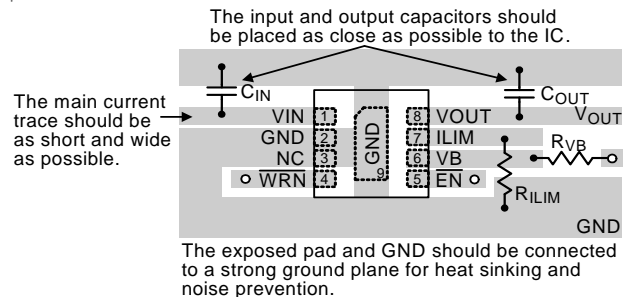 The input and output capacitors should
be placed as close as possible to the IC.
The main current
trace should be
as short and wide
as possible.
CIN
COUT
VOUT
VIN 1 8 VOUT
GND 2 7 ILIM
NC 3 6 VB
WRN 4 5 EN
GND
9
RVB
RILIM
GND
The exposed pad and GND should be connected
to a strong ground plane for heat sinking and
noise prevention.